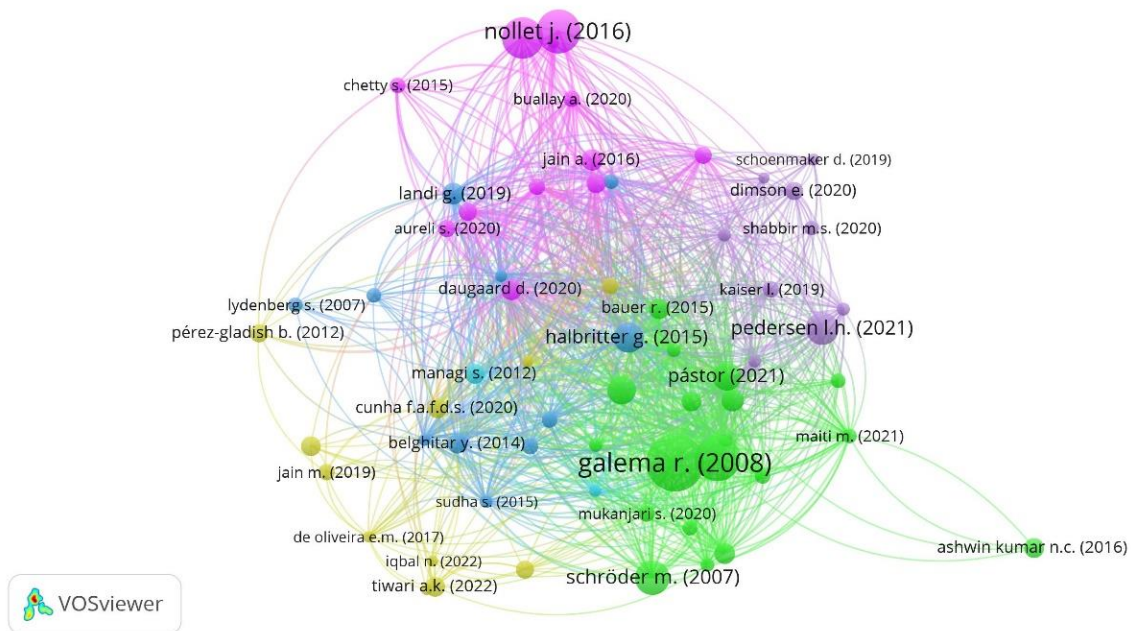 nollet j. (2016)
chetty s. (2015)
buallay a. (2020)
jain a. (2016)
schoenmaker d. (2019)
landi g. (2019)
dimson e. (2020)
aureli s. (2020)
shabbir m.s. (2020)
daugaard d. (2020)
kaiser l. (2019)
lydenberg s. (2007)
bauer r. (2015)
pérez-gladish b. (2012)
halbritter g. (2015)
pedersen l.h. (2021)
managi s. (2012)
pástor (2021)
cunha f.a.f.d.s. (2020)
belghitar y. (2014)
maiti m. (2021)
jain m. (2019)
galema r. (2008)
sudha s. (2015)
mukanjari s. (2020)
de oliveira e.m. (2017)
ashwin kumar n.c. (2016)
iqbal n. (2022)
tiwari a.k. (2022)
schröder m. (2007)
VOSviewer